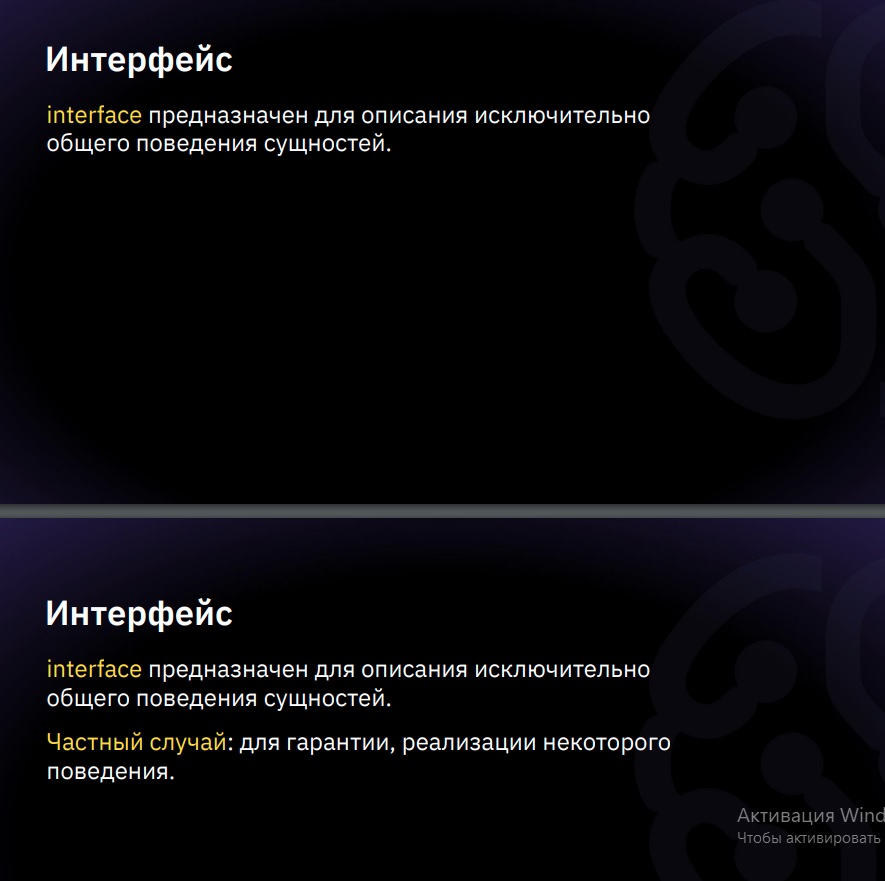 Интерфейс
interface предназначен для описания исключительно
общего поведения сущностей.
Интерфейс
interface предназначен для описания исключительно
общего поведения сущностей.
Частный случай: для гарантии, реализации некоторого
поведения.
Активация Wind
Чтобы активировать